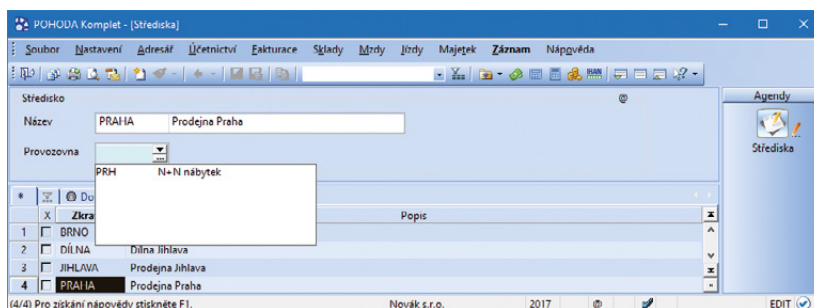 POHODA Komplet - [Střediska]
Soubor Nastavení Adresář Účetnictví Fakturace Sklady Mzdy Jízdy Majetek Záznam Nápověda
Středisko @ Agendy
Název PRAHA Prodejna Praha
Provozovna Střediska
PRH N+N nábytek
* Do
X Zkra Popis
1 BRNO
2 DÍLNA Dílna Jihlava
3 JIHLAVA Prodejna Jihlava
4 PRAHA Prodejna Praha
(4/4) Pro získání nápovědy stiskněte F1. Novák s.r.o. 2017 @ EDIT